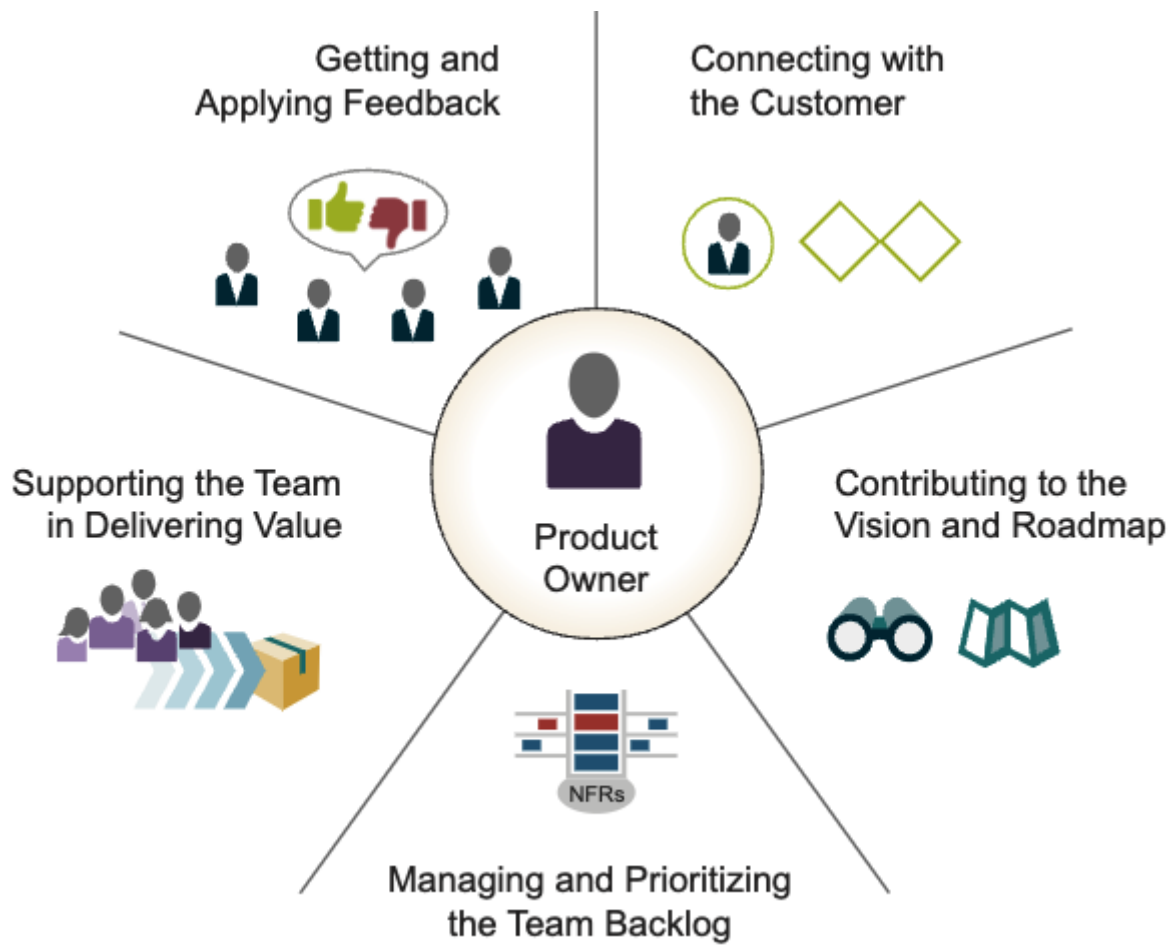 Getting and
Applying Feedback
Connecting with
the Customer
Supporting the Team
in Delivering Value
Product
Owner
Contributing to the
Vision and Roadmap
NFRs
Managing and Prioritizing
the Team Backlog